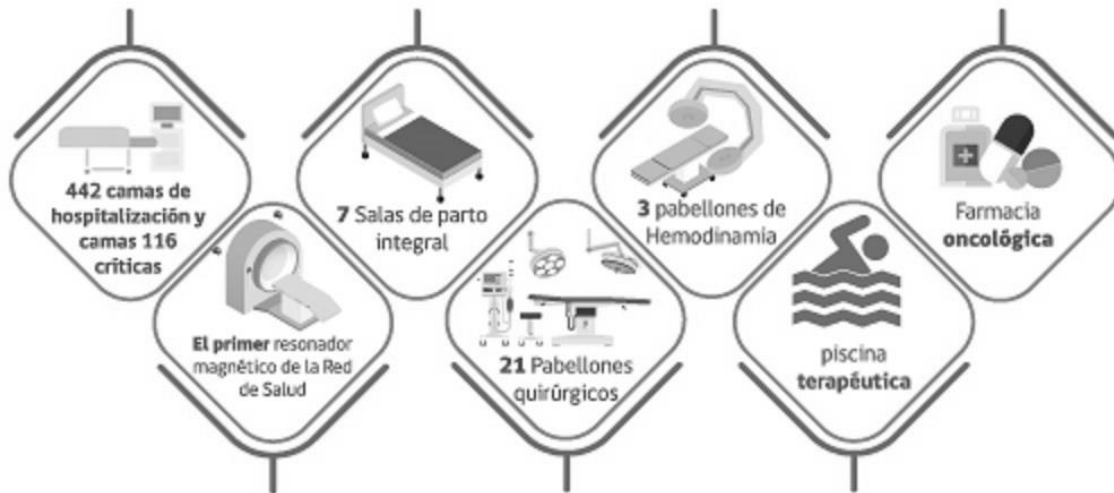 442 camas de
hospitalización y
camas 116
críticas
El primer resonador
magnético de la Red
de Salud
7 Salas de parto
integral
21 Pabellones
quirúrgicos
3 pabellones de
Hemodinamía
piscina
terapéutica
Farmacia
oncológica